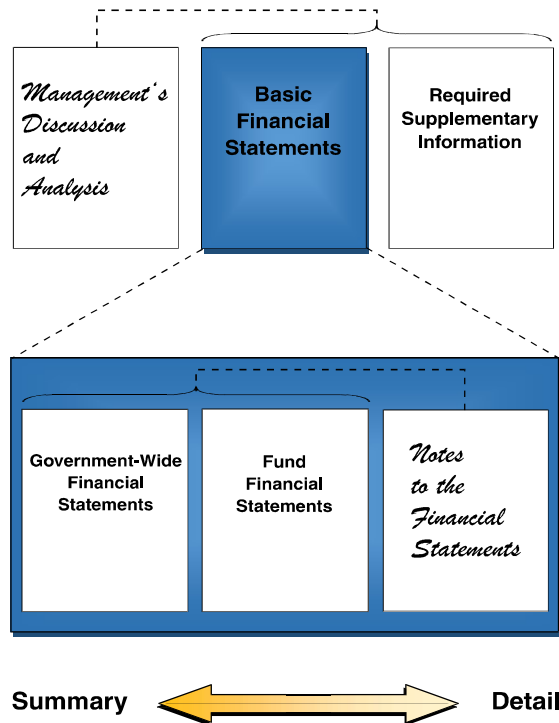 Management's
Discussion
and
Analysis
Basic
Financial
Statements
Required
Supplementary
Information
Government-Wide
Financial
Statements
Fund
Financial
Statements
Notes
to the
Financial
Statements
Summary
Detail